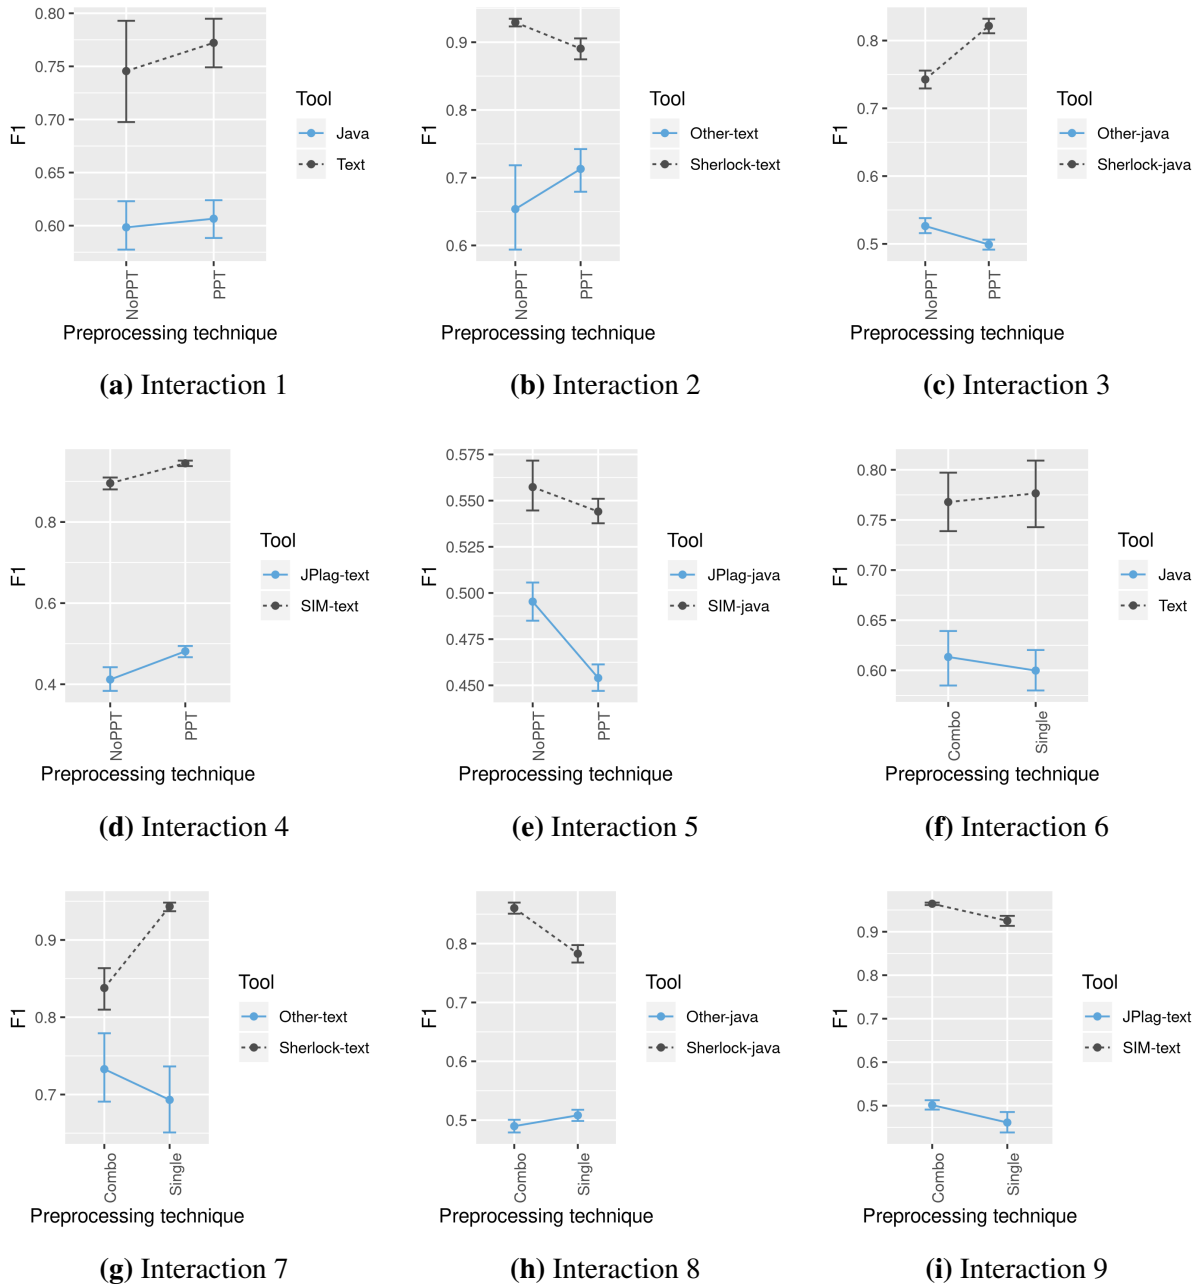 0.80
0.75
0.70
0.65
0.60
F1
NoPPT
PPT
Preprocessing technique
Tool
Java
Text
(a) Interaction 1
0.9
0.8
0.7
0.6
F1
NoPPT
PPT
Preprocessing technique
Tool
Other-text
Sherlock-text
(b) Interaction 2
0.8
0.7
0.6
0.5
F1
NoPPT
PPT
Preprocessing technique
Tool
Other-java
Sherlock-java
(c) Interaction 3
0.8
0.6
0.4
F1
NoPPT
PPT
Preprocessing technique
Tool
JPlag-text
SIM-text
(d) Interaction 4
0.575
0.550
0.525
0.500
0.475
0.450
F1
NoPPT
PPT
Preprocessing technique
Tool
JPlag-java
SIM-java
(e) Interaction 5
0.80
0.75
0.70
0.65
0.60
F1
Combo
Single
Preprocessing technique
Tool
Java
Text
(f) Interaction 6
0.9
0.8
0.7
F1
Combo
Single
Preprocessing technique
Tool
Other-text
Sherlock-text
(g) Interaction 7
0.8
0.7
0.6
0.5
F1
Combo
Single
Preprocessing technique
Tool
Other-java
Sherlock-java
(h) Interaction 8
0.9
0.8
0.7
0.6
0.5
F1
Combo
Single
Preprocessing technique
Tool
JPlag-text
SIM-text
(i) Interaction 9